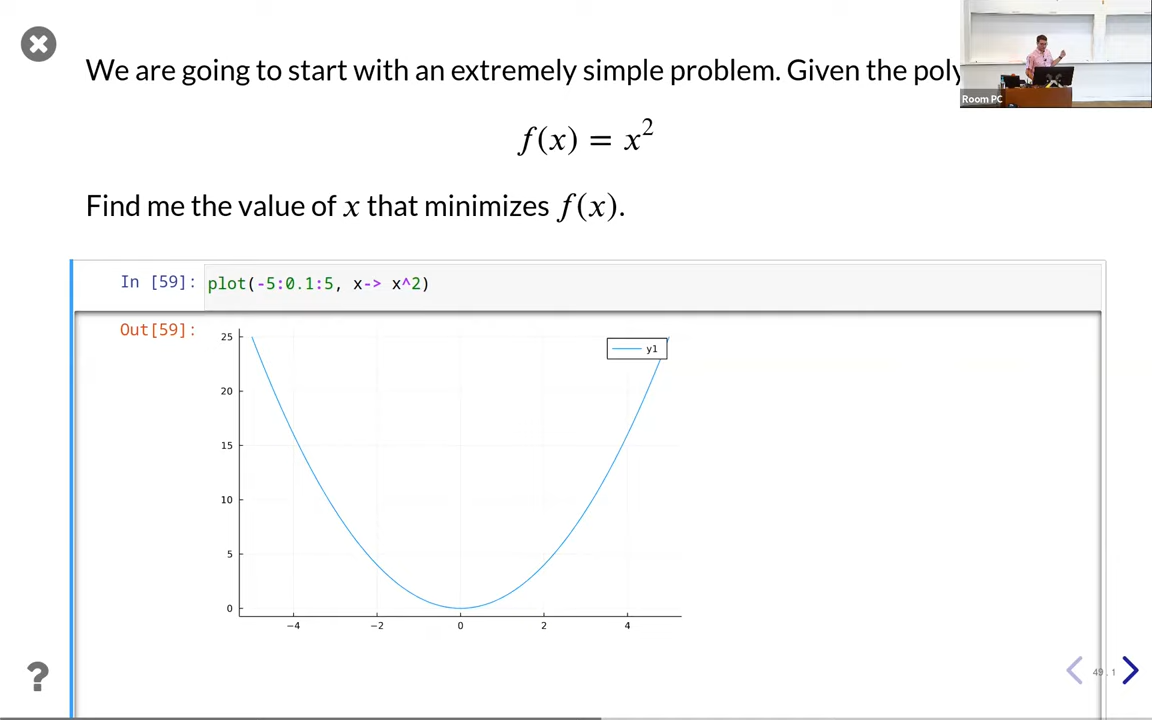 We are going to start with an extremely simple problem. Given the poly
Room PC
f(x) = x²
Find me the value of x that minimizes f(x).
In [59]: plot(-5:0.1:5, x-> x^2)
Out[59]:
25
y1
20
15
10
5
0
−4 −2 0 2 4
?
49.1